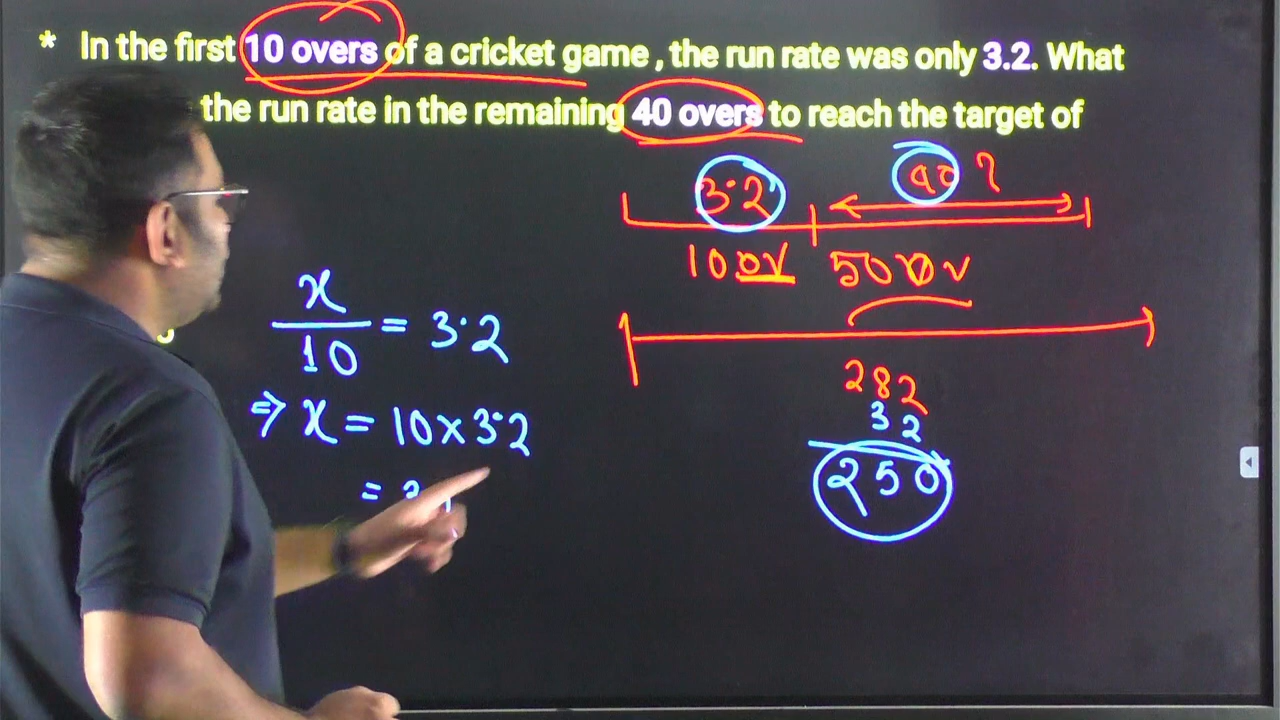 * In the first 10 overs of a cricket game , the run rate was only 3.2. What
the run rate in the remaining 40 overs to reach the target of
3.2 40 ?
10 ov 50 ov
x
10
= 3.2
⇒ x = 10 x 3.2
=
282
32
250